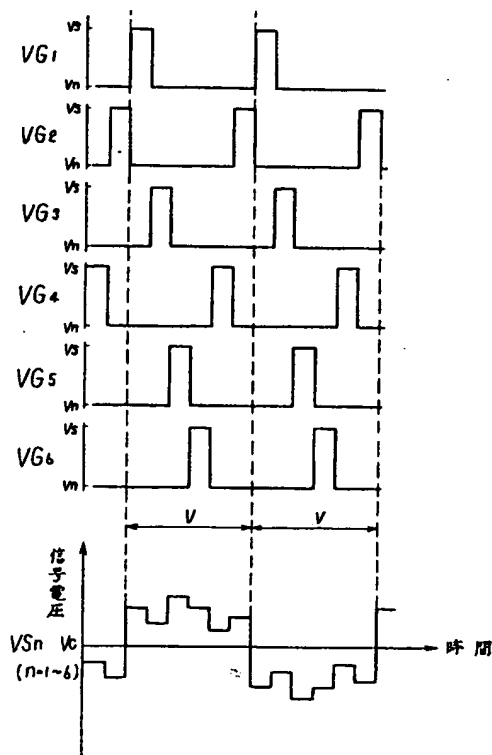 VG1
Vs
Vn
VG2
Vs
Vn
VG3
Vs
Vn
VG4
Vs
Vn
VG5
Vs
Vn
VG6
Vs
Vn
V
V
信号電圧
VSn
Vc
(n=1~6)
時間